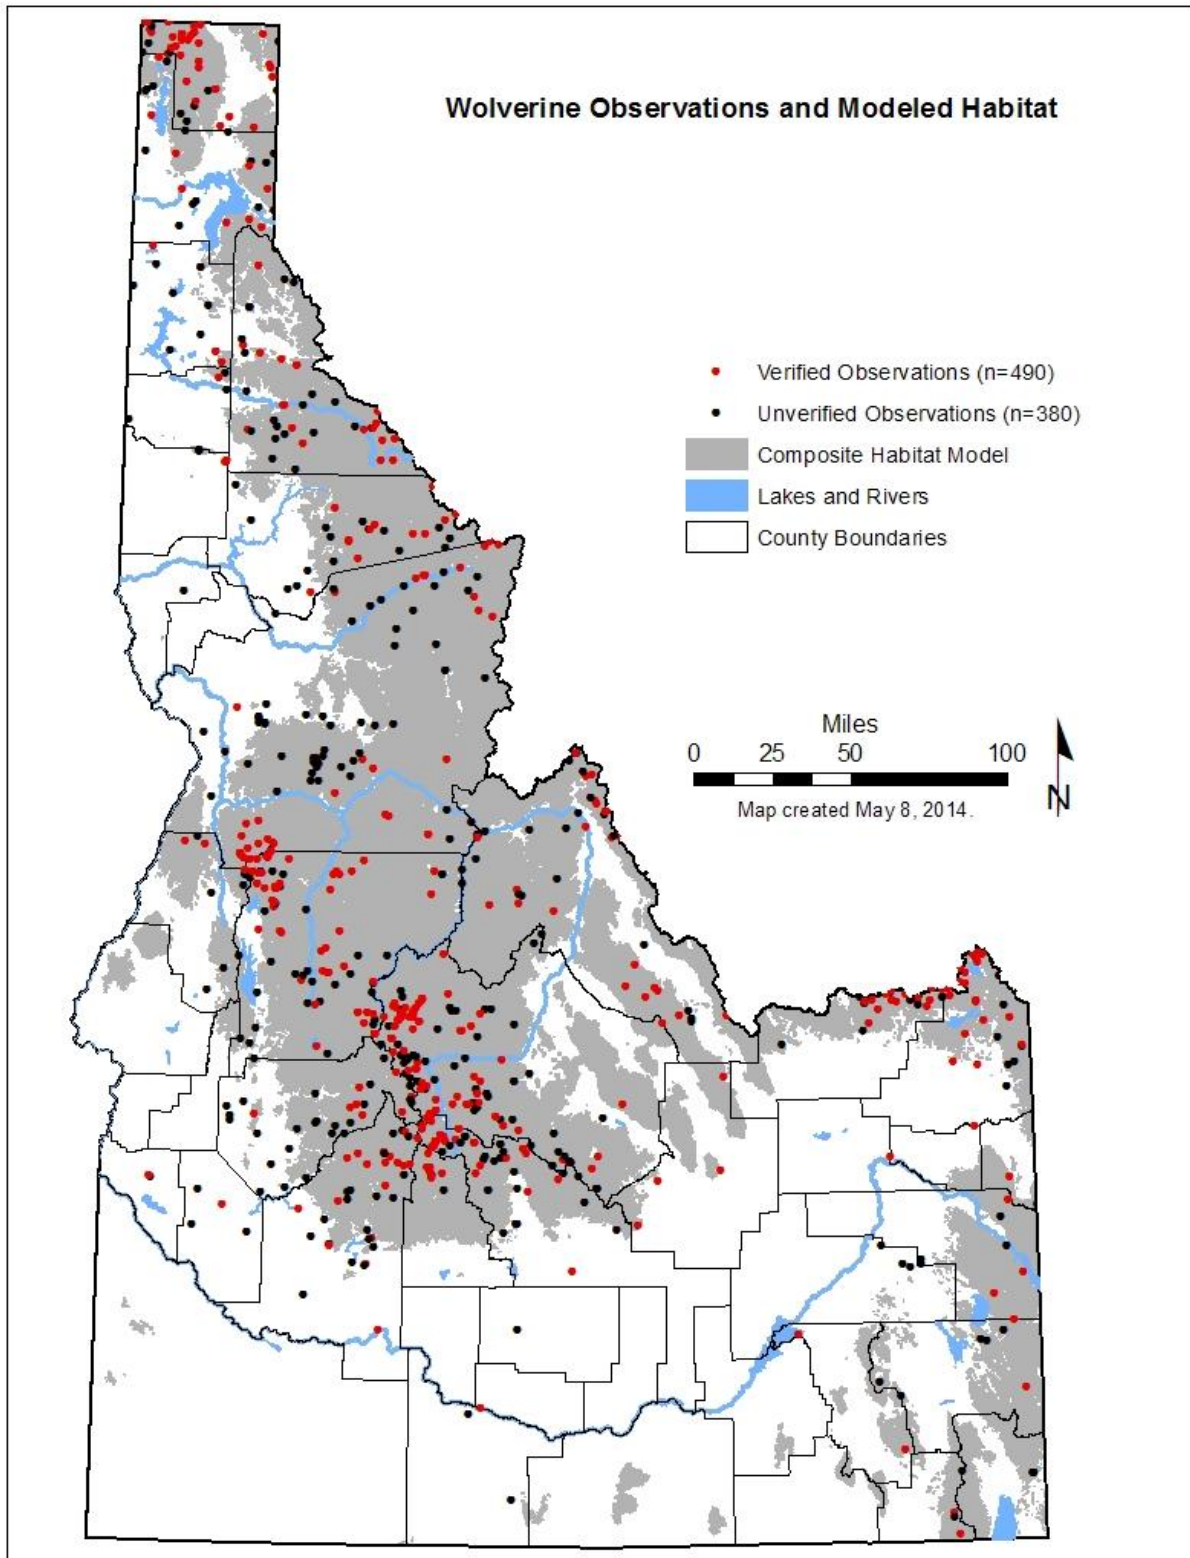 Wolverine Observations and Modeled Habitat
Verified Observations (n=490)
Unverified Observations (n=380)
Composite Habitat Model
Lakes and Rivers
County Boundaries
Miles
0 25 50 100
Map created May 8, 2014.
N